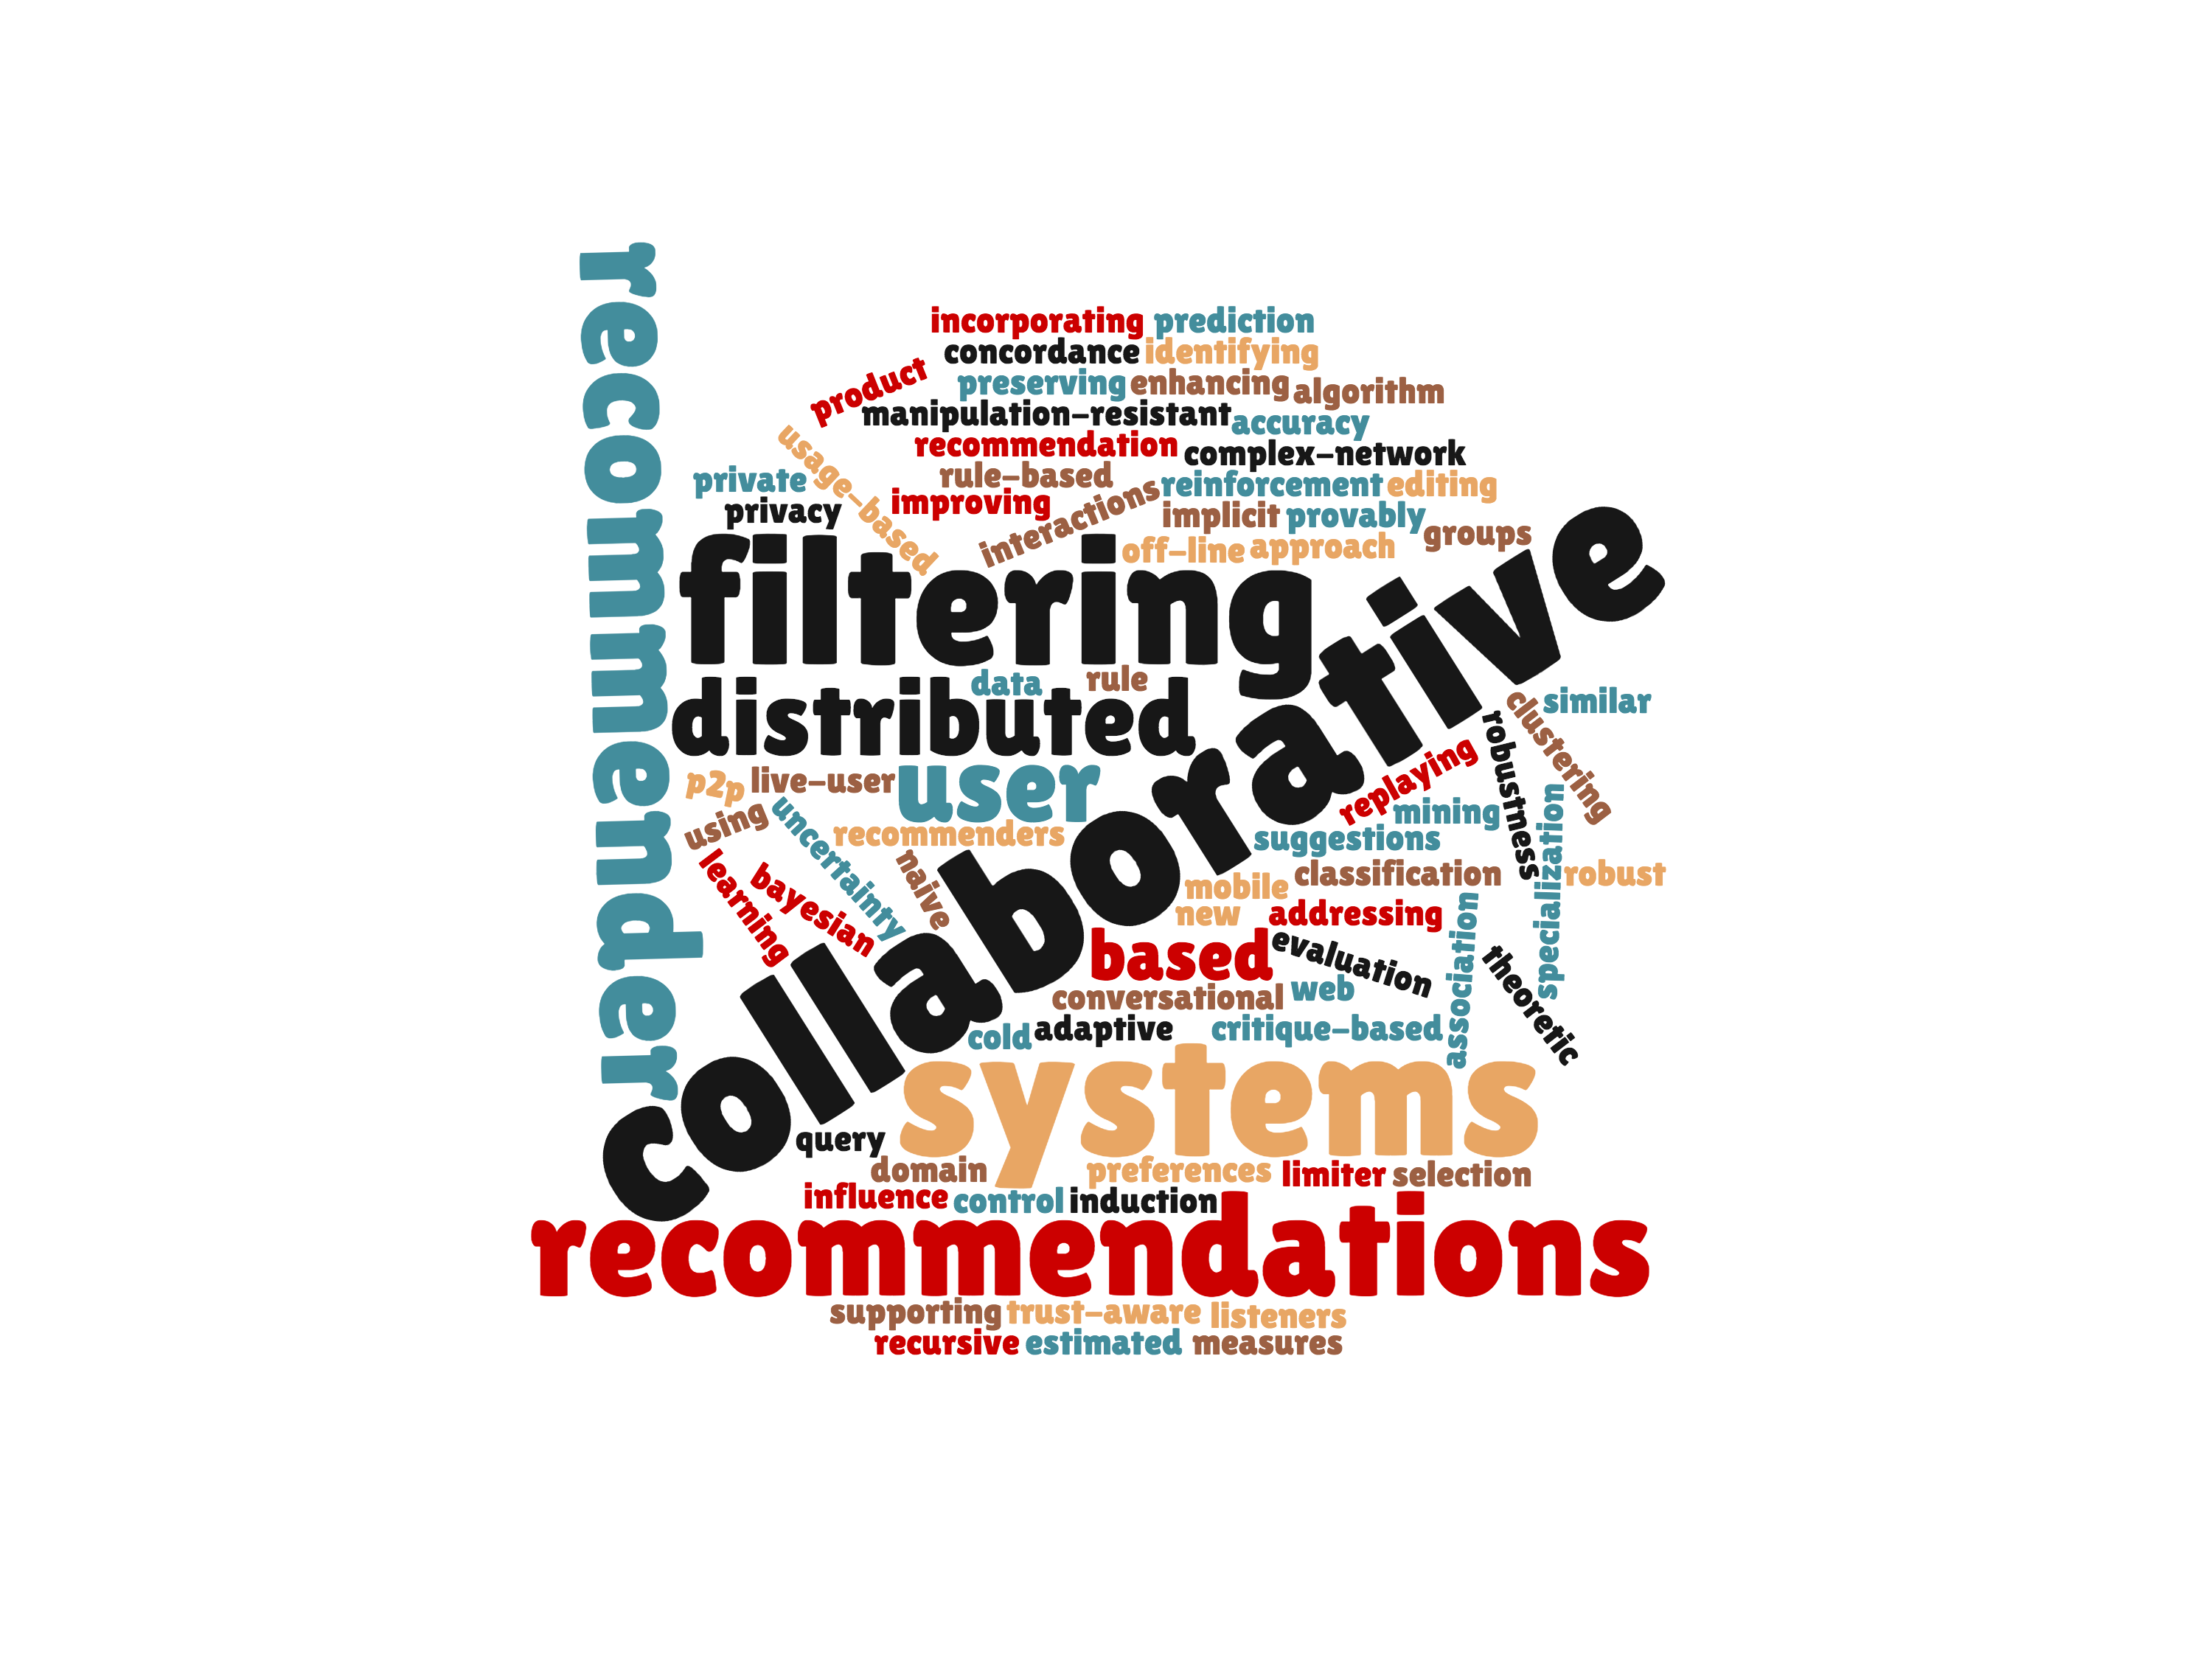 recommender
incorporating prediction
concordance identifying
product preserving enhancing algorithm
manipulation-resistant accuracy
usage-based recommendation complex-network
private rule-based reinforcement editing
privacy improving interactions implicit provably groups
off-line approach
filtering
collaborative
data rule
distributed
similar
clustering
robustness
p2p live-user user
replaying
mining
using uncertainty recommenders
suggestions
specialization
learning bayesian naive
mobile classification robust
new addressing
based evaluation
association
theoretic
conversational web
cold adaptive critique-based
systems
query
domain preferences limiter selection
influence control induction
recommendations
supporting trust-aware listeners
recursive estimated measures